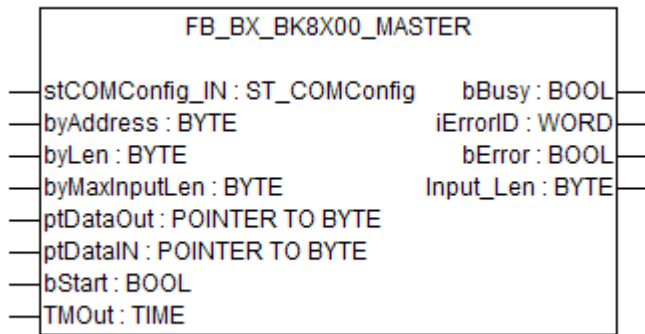 FB_BX_BK8X00_MASTER
stCOMConfig_IN : ST_COMConfig bBusy : BOOL
byAddress : BYTE iErrorID : WORD
byLen : BYTE bError : BOOL
byMaxInputLen : BYTE Input_Len : BYTE
ptDataOut : POINTER TO BYTE
ptDataIN : POINTER TO BYTE
bStart : BOOL
TMOut : TIME